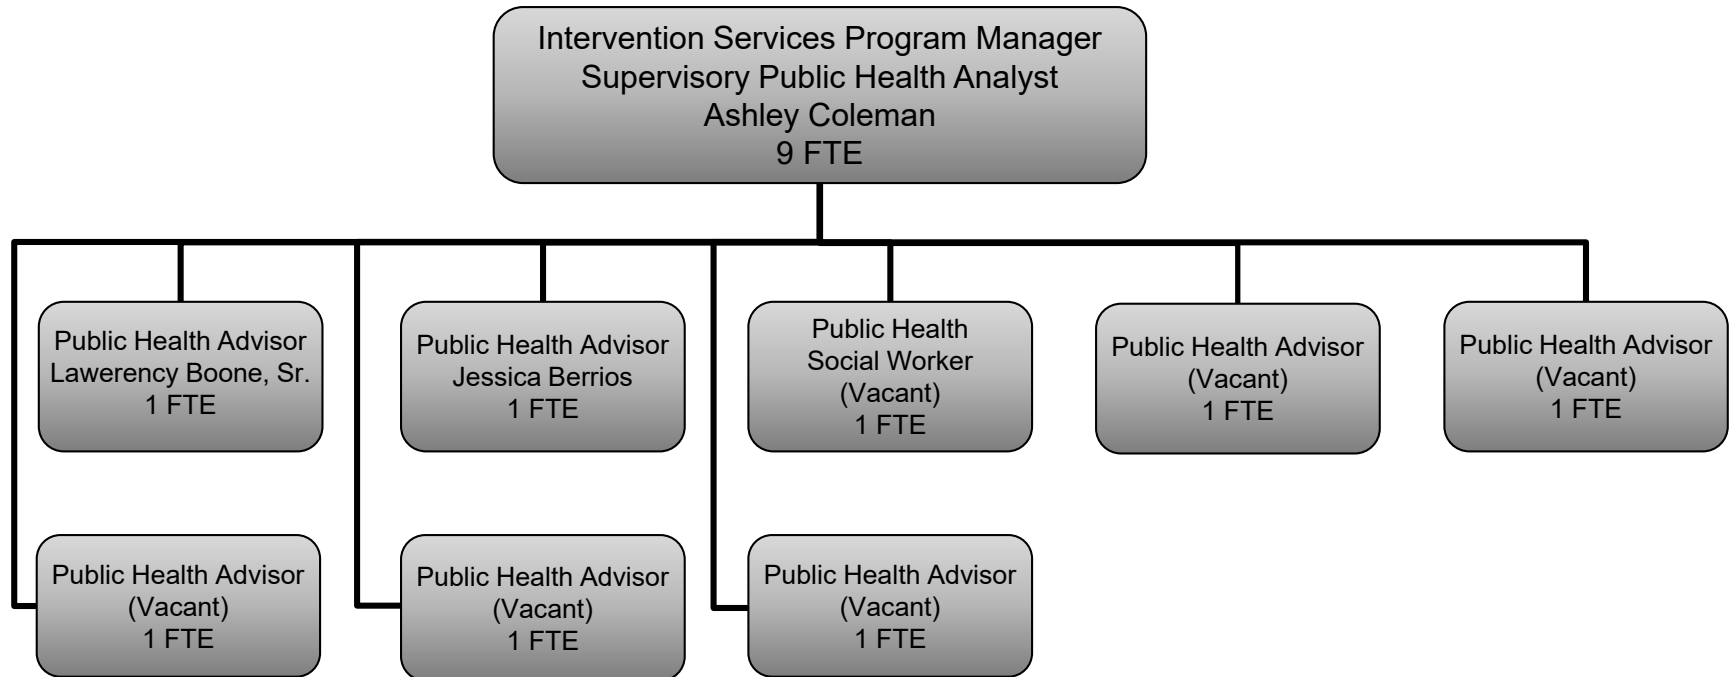 Intervention Services Program Manager
Supervisory Public Health Analyst
Ashley Coleman
9 FTE
Public Health Advisor
Lawerency Boone, Sr.
1 FTE
Public Health Advisor
Jessica Berrios
1 FTE
Public Health
Social Worker
(Vacant)
1 FTE
Public Health Advisor
(Vacant)
1 FTE
Public Health Advisor
(Vacant)
1 FTE
Public Health Advisor
(Vacant)
1 FTE
Public Health Advisor
(Vacant)
1 FTE
Public Health Advisor
(Vacant)
1 FTE